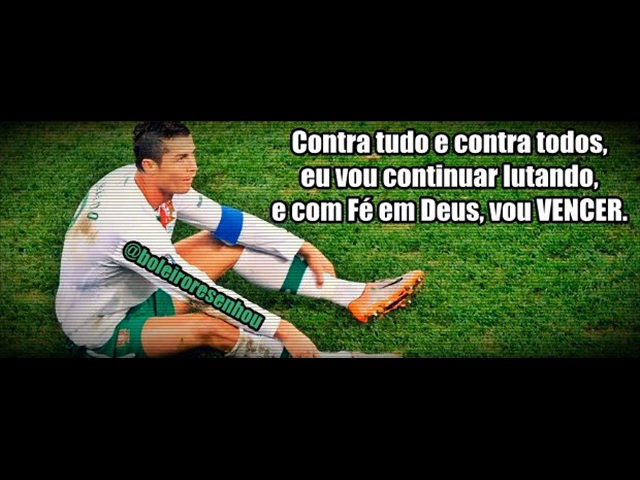 Contra tudo e contra todos,
eu vou continuar lutando,
e com Fé em Deus, vou VENCER.
@boleiroresenhou